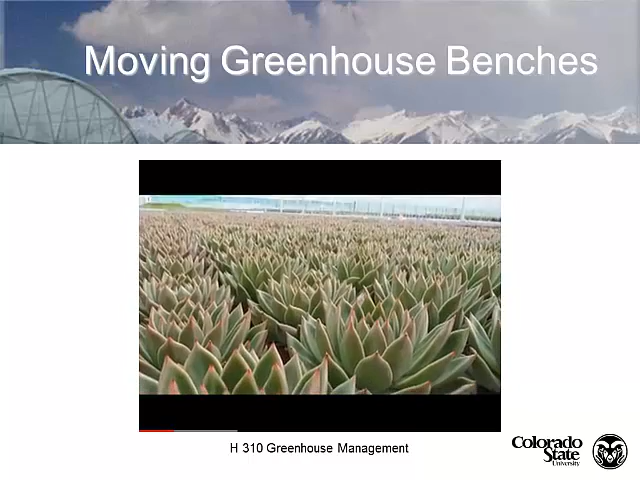 Moving Greenhouse Benches
H 310 Greenhouse Management
Colorado
State
University